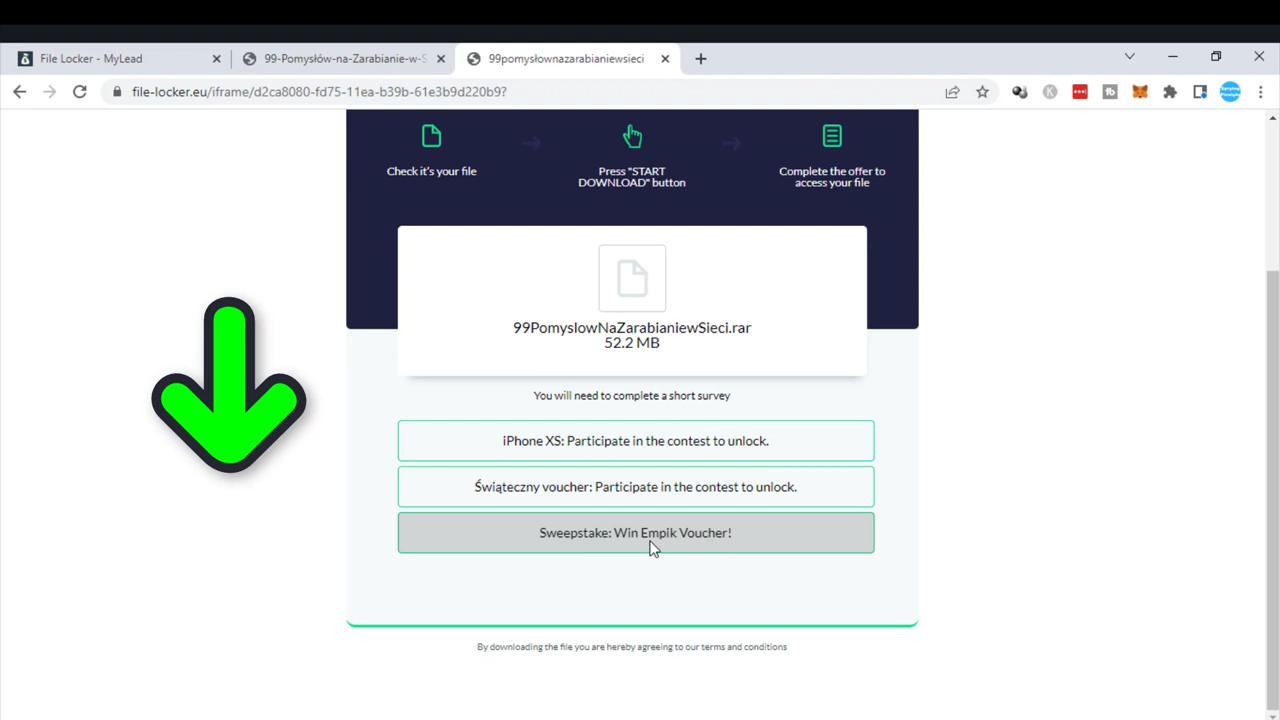 File Locker - MyLead
99-Pomysłów-na-Zarabianie-w-S
99pomysłownazarabianiewsieci
file-locker.eu/iframe/d2ca8080-fd75-11ea-b39b-61e3b9d220b9?
Check it's your file
Press "START
DOWNLOAD" button
Complete the offer to
access your file
99PomyslowNaZarabianiewSieci.rar
52.2 MB
You will need to complete a short survey
iPhone XS: Participate in the contest to unlock.
Świąteczny voucher: Participate in the contest to unlock.
Sweepstake: Win Empik Voucher!
By downloading the file you are hereby agreeing to our terms and conditions